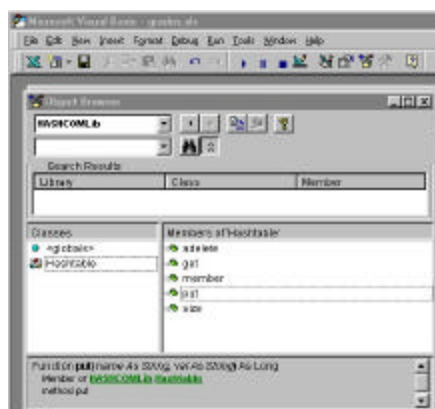 Microsoft Visual Basic -
File Edit View Insert Format Debug Run Tools Window Help
Object Browser
HASHCOMLib
Search Results
Library Class Member
Classes
<globals>
Hashtable
Members of 'Hashtable'
adelete
get
member
put
size
Function put(name As String, var As String) As Long
Member of HASHCOMLib.Hashtable
method put